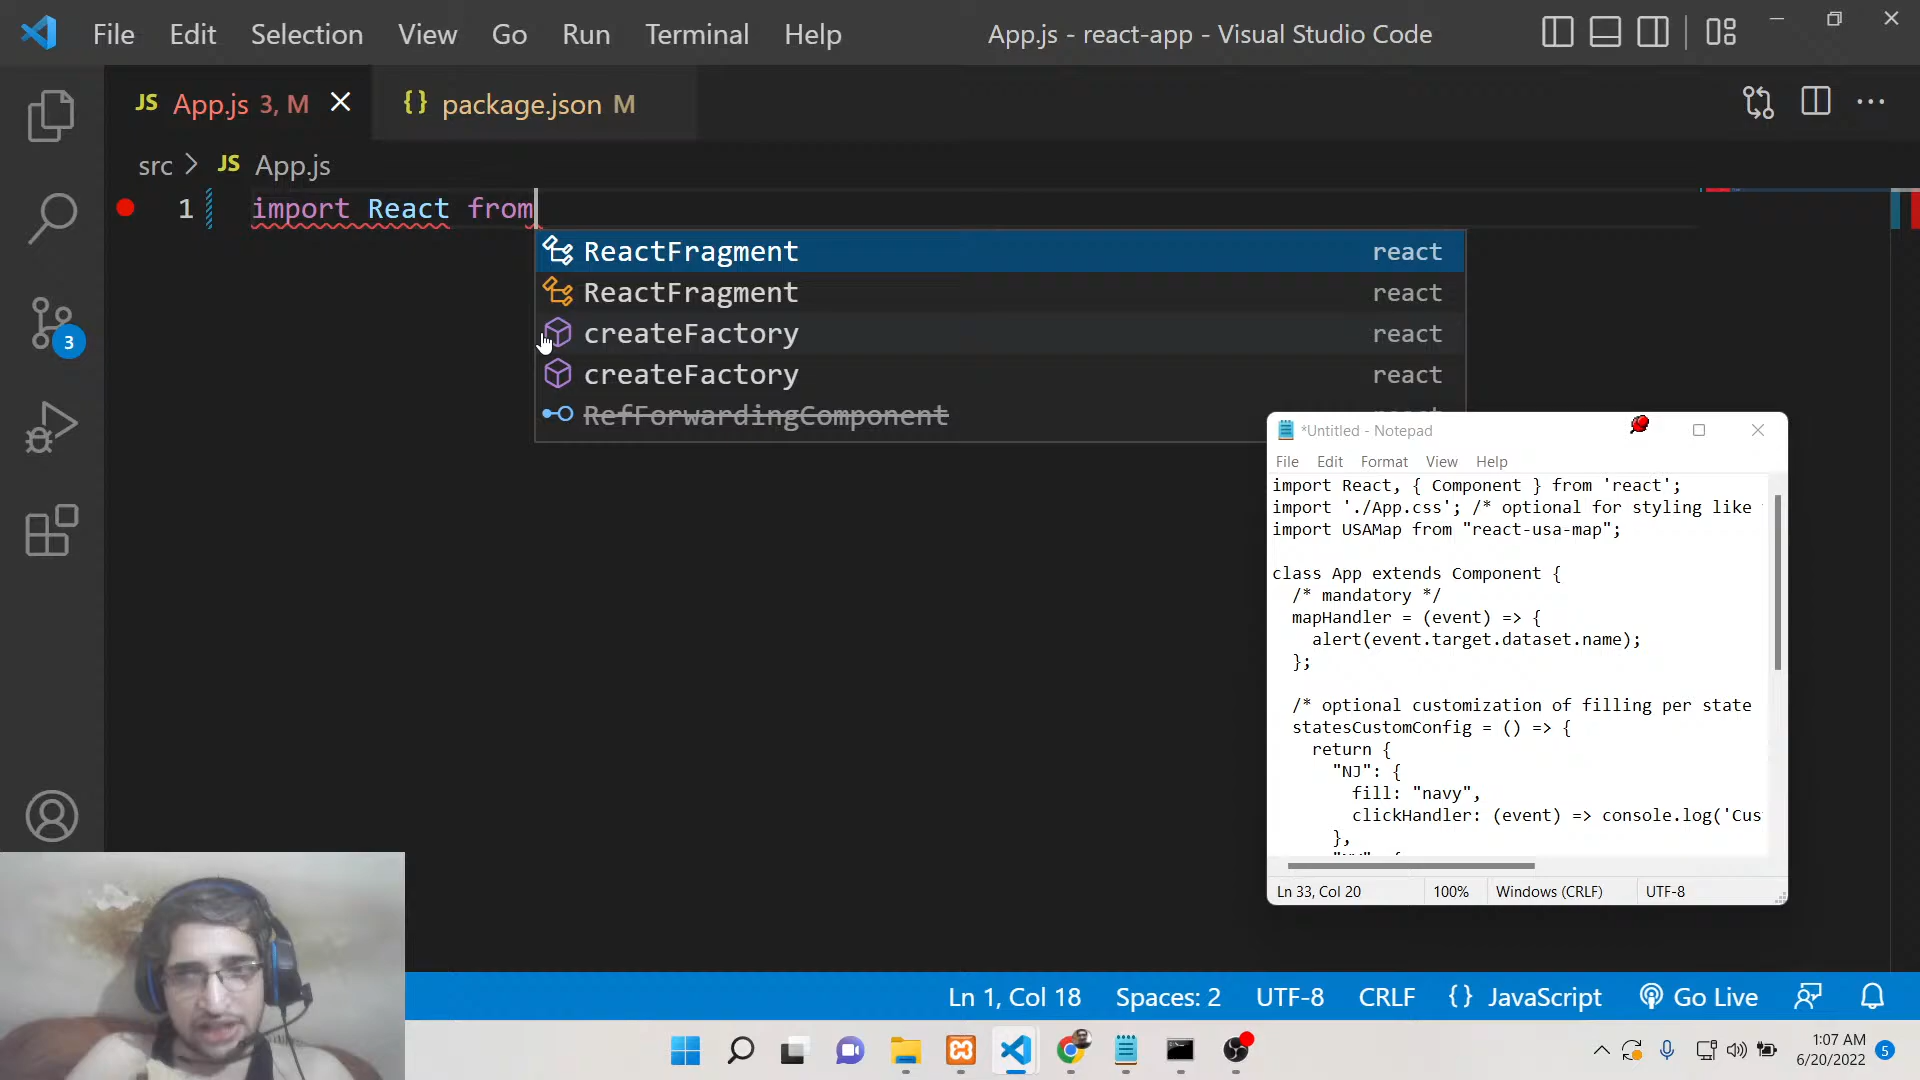 File Edit Selection View Go Run Terminal Help App.js - react-app - Visual Studio Code
JS App.js 3, M {} package.json M
src > JS App.js
1 import React from
ReactFragment react
ReactFragment react
createFactory react
createFactory react
RefForwardingComponent
*Untitled - Notepad
File Edit Format View Help
import React, { Component } from 'react';
import './App.css'; /* optional for styling like
import USAMap from "react-usa-map";
class App extends Component {
/* mandatory */
mapHandler = (event) => {
alert(event.target.dataset.name);
};
/* optional customization of filling per state
statesCustomConfig = () => {
return {
"NJ": {
fill: "navy",
clickHandler: (event) => console.log('Cus
},
Ln 33, Col 20 100% Windows (CRLF) UTF-8
3
Ln 1, Col 18 Spaces: 2 UTF-8 CRLF {} JavaScript Go Live
1:07 AM
6/20/2022 5